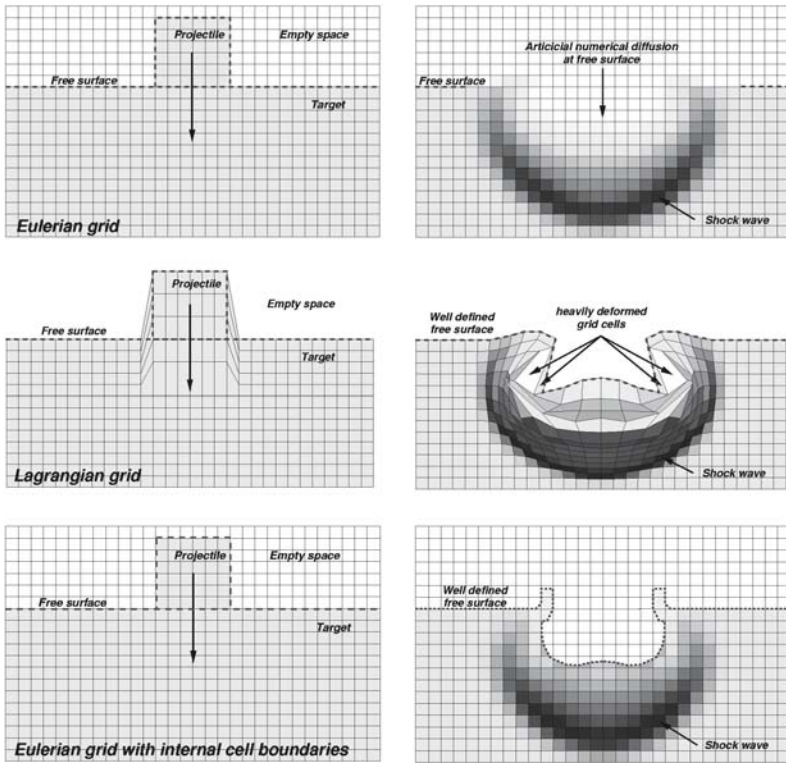 Projectile
Empty space
Free surface
Target
Eulerian grid
Articicial numerical diffusion
at free surface
Free surface
Shock wave
Projectile
Empty space
Free surface
Target
Lagrangian grid
Well defined
free surface
heavily deformed
grid cells
Shock wave
Projectile
Empty space
Free surface
Target
Eulerian grid with internal cell boundaries
Well defined
free surface
Shock wave